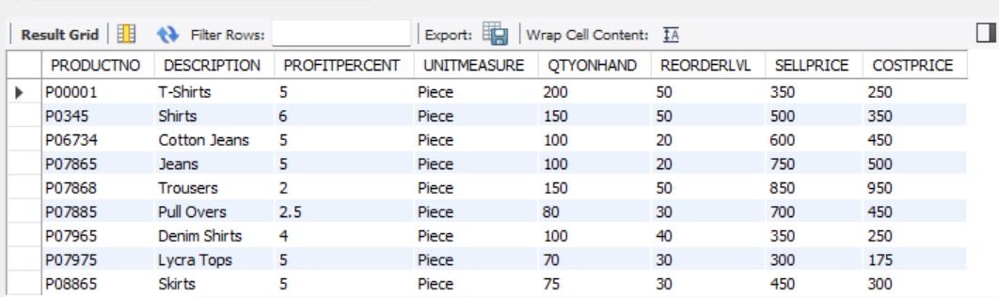 Result Grid Filter Rows: Export: Wrap Cell Content: IA
PRODUCTNO DESCRIPTION PROFITPERCENT UNITMEASURE QTYONHAND REORDERLVL SELLPRICE COSTPRICE
P00001 T-Shirts 5 Piece 200 50 350 250
P0345 Shirts 6 Piece 150 50 500 350
P06734 Cotton Jeans 5 Piece 100 20 600 450
P07865 Jeans 5 Piece 100 20 750 500
P07868 Trousers 2 Piece 150 50 850 950
P07885 Pull Overs 2.5 Piece 80 30 700 450
P07965 Denim Shirts 4 Piece 100 40 350 250
P07975 Lycra Tops 5 Piece 70 30 300 175
P08865 Skirts 5 Piece 75 30 450 300